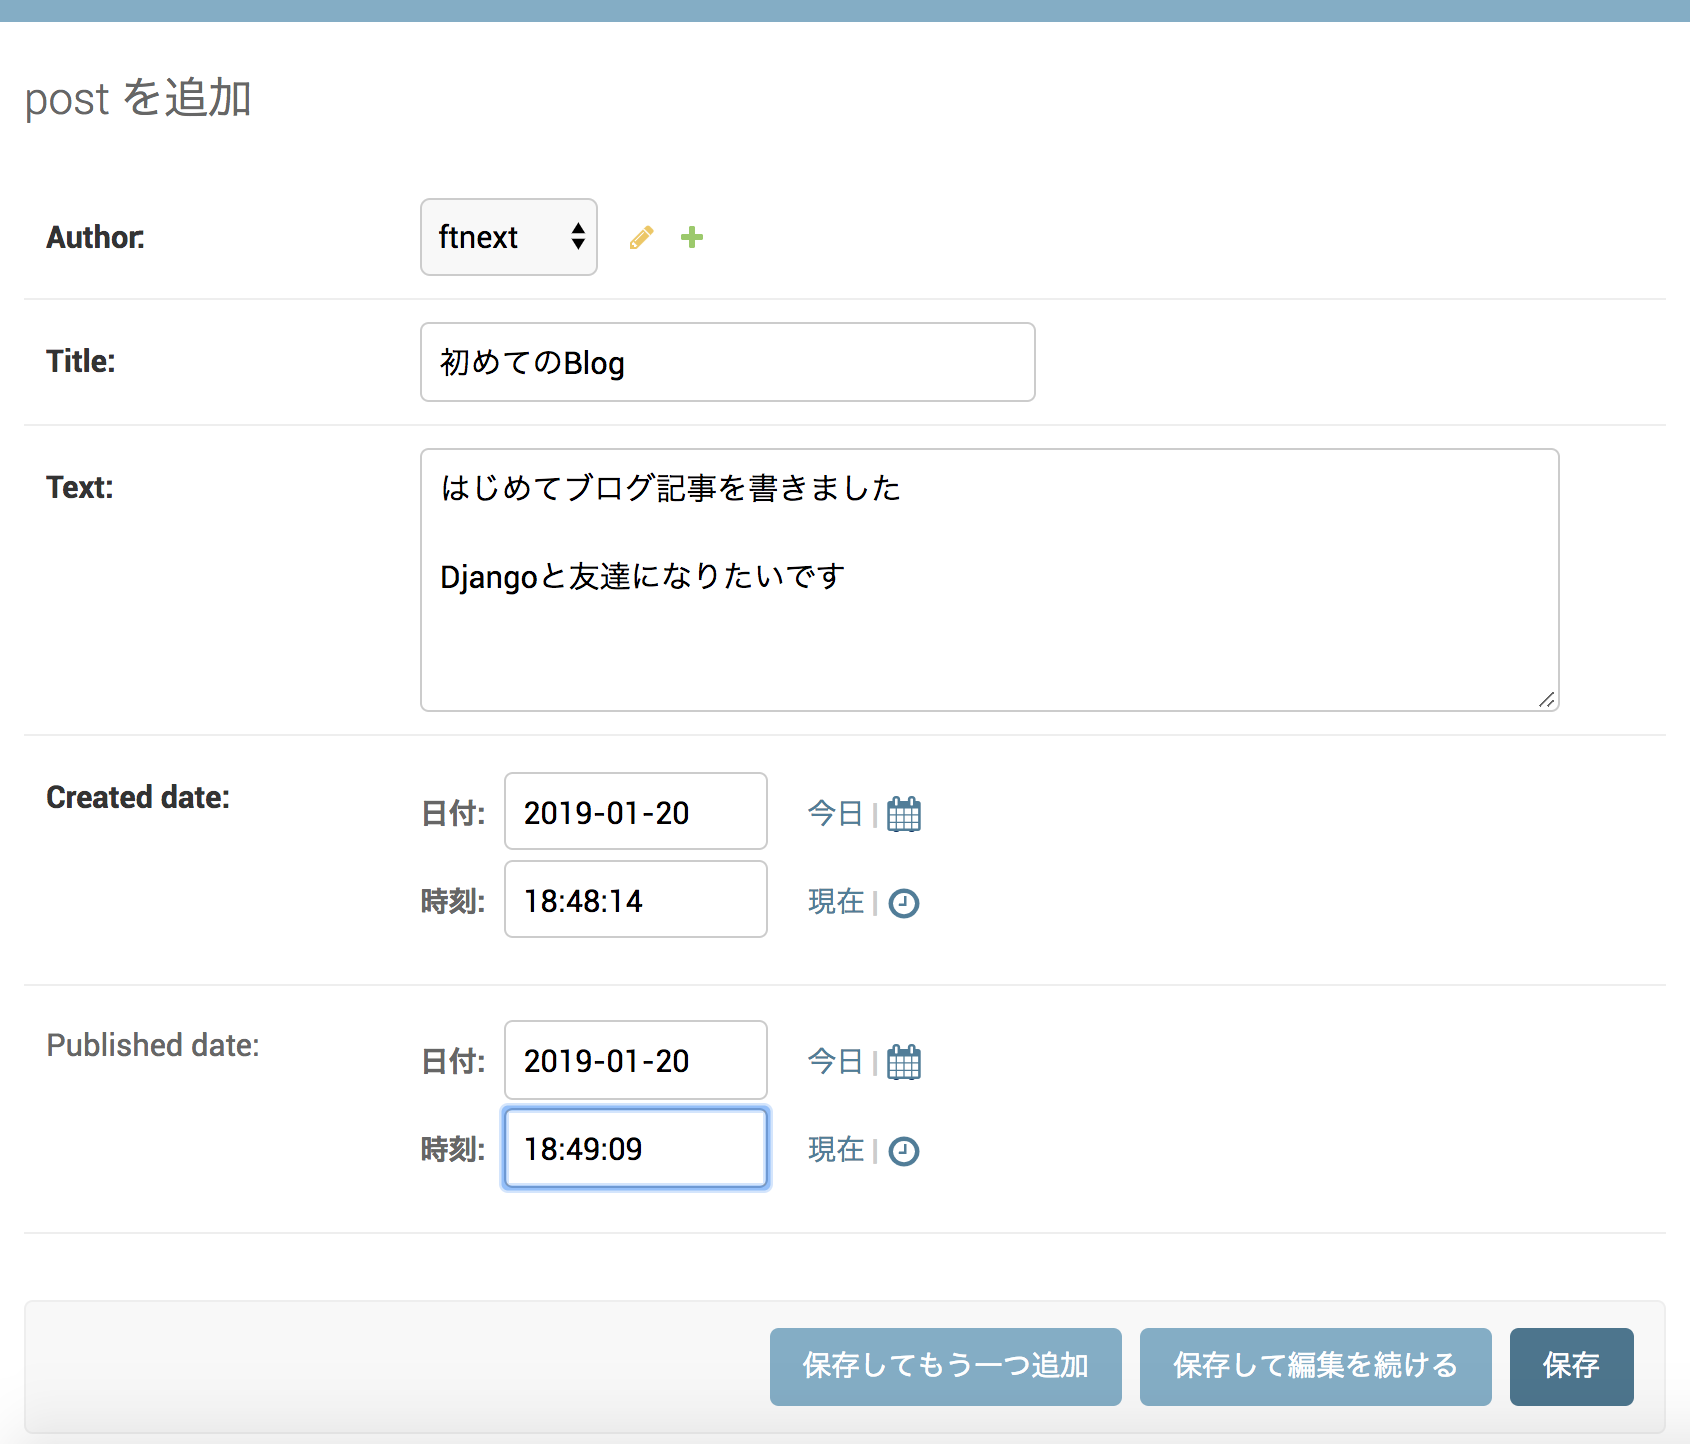 post を追加
Author: ftnext
Title: 初めてのBlog
Text: はじめてブログ記事を書きました
Djangoと友達になりたいです
Created date: 日付: 2019-01-20 今日 |
時刻: 18:48:14 現在 |
Published date: 日付: 2019-01-20 今日 |
時刻: 18:49:09 現在 |
保存してもう一つ追加 保存して編集を続ける 保存